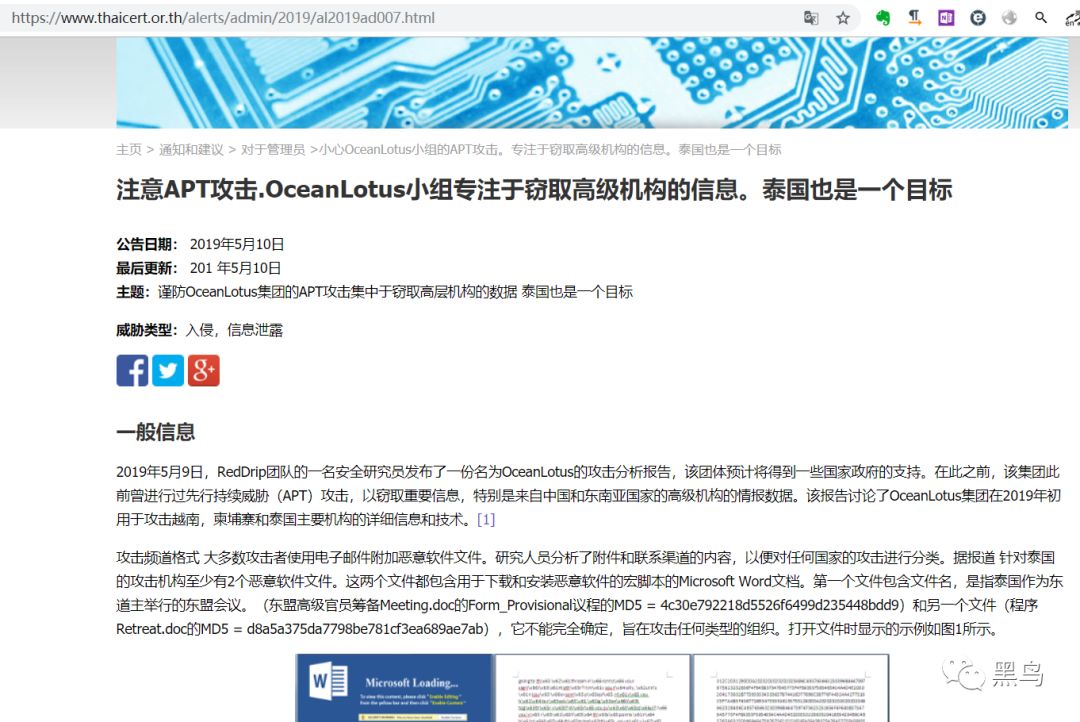 https://www.thaicert.or.th/alerts/admin/2019/al2019ad007.html
主页 > 通知和建议 > 对于管理员 >小心OceanLotus小组的APT攻击。专注于窃取高级机构的信息。泰国也是一个目标
注意APT攻击.OceanLotus小组专注于窃取高级机构的信息。泰国也是一个目标
公告日期： 2019年5月10日
最后更新： 201 年5月10日
主题：谨防OceanLotus集团的APT攻击集中于窃取高层机构的数据 泰国也是一个目标
威胁类型：入侵，信息泄露
一般信息
2019年5月9日，RedDrip团队的一名安全研究员发布了一份名为OceanLotus的攻击分析报告，该团体预计将得到一些国家政府的支持。在此之前，该集团此
前曾进行过先行持续威胁（APT）攻击，以窃取重要信息，特别是来自中国和东南亚国家的高级机构的情报数据。该报告讨论了OceanLotus集团在2019年初
用于攻击越南，柬埔寨和泰国主要机构的详细信息和技术。[1]
攻击频道格式 大多数攻击者使用电子邮件附加恶意软件文件。研究人员分析了附件和联系渠道的内容，以便对任何国家的攻击进行分类。据报道 针对泰国
的攻击机构至少有2个恶意软件文件。这两个文件都包含用于下载和安装恶意软件的宏脚本的Microsoft Word文档。第一个文件包含文件名，是指泰国作为东
道主举行的东盟会议。（东盟高级官员筹备Meeting.doc的Form_Provisional议程的MD5 = 4c30e792218d5526f6499d235448bdd9）和另一个文件（程序
Retreat.doc的MD5 = d8a5a375da7798be781cf3ea689ae7ab），它不能完全确定，旨在攻击任何类型的组织。打开文件时显示的示例如图1所示。
Microsoft Loading...
To view this content, please click "Enable Editing"
from the yellow bar and then click "Enable Content"
黑鸟